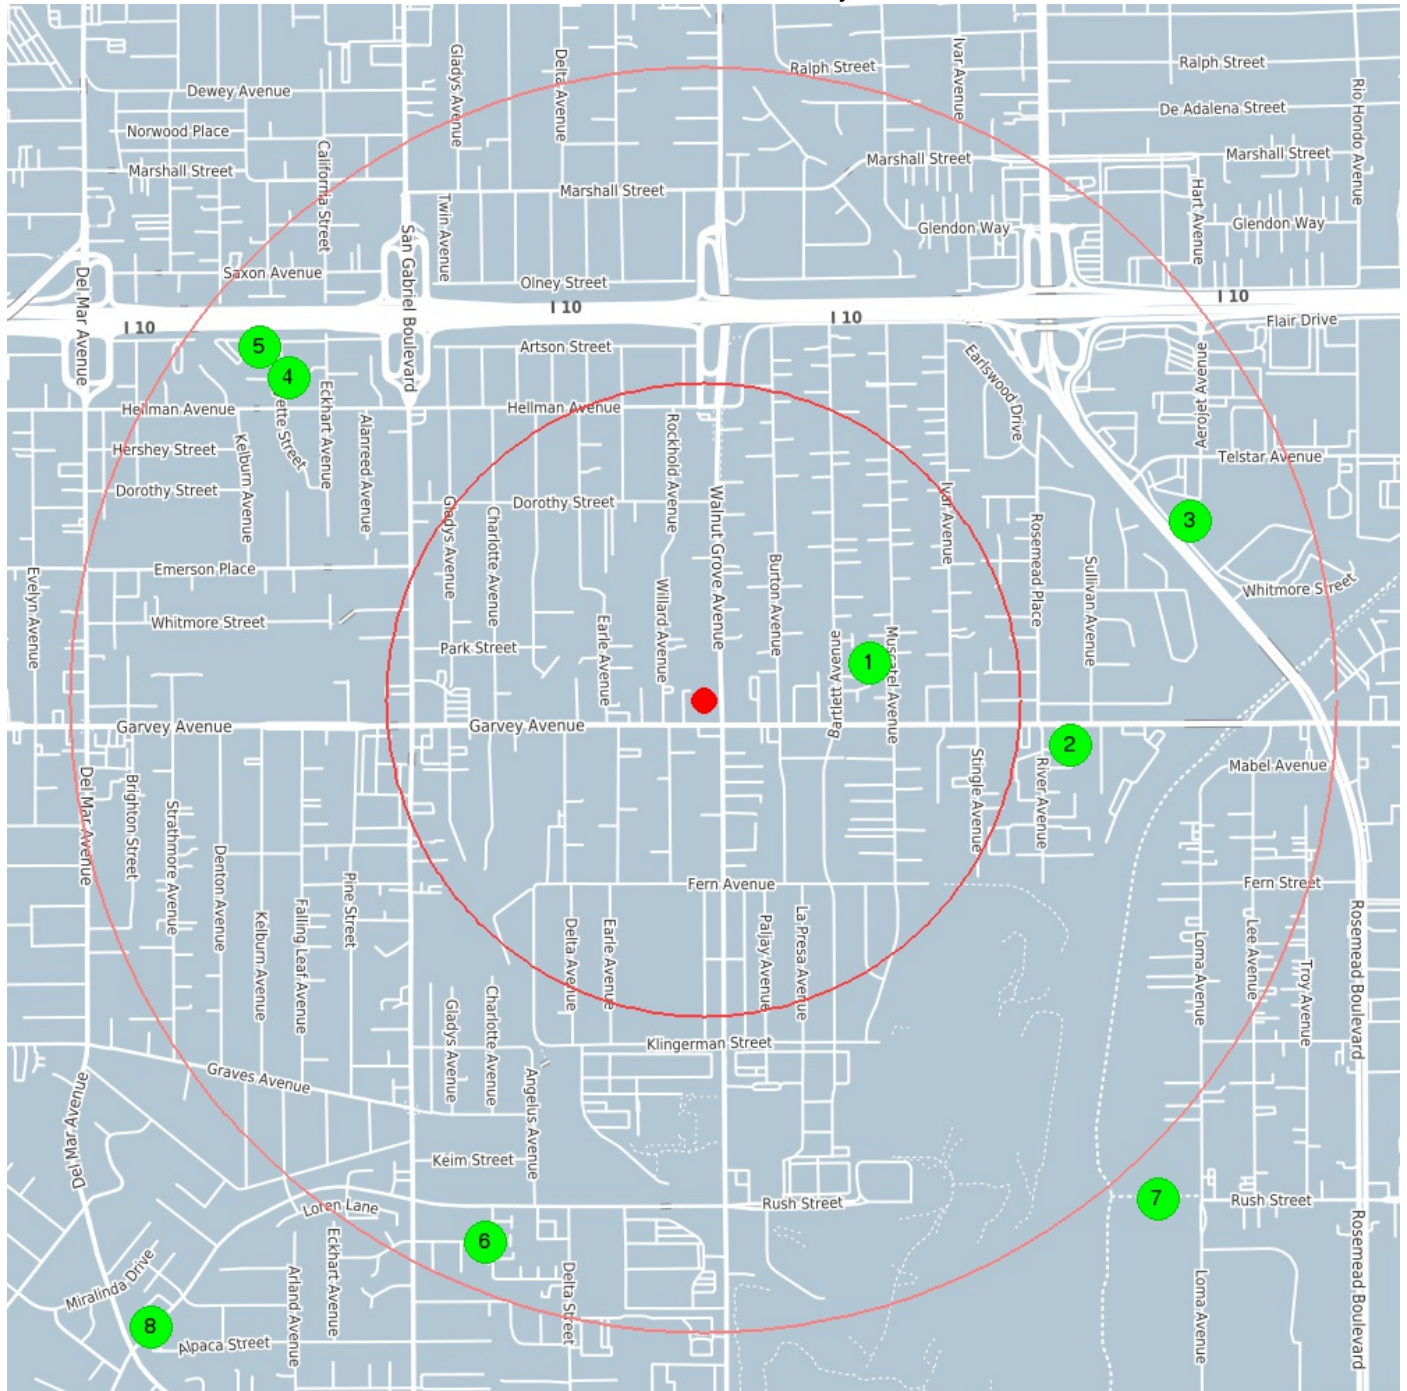 Ralph Street
Ralph Street
Dewey Avenue
Gladys Avenue
Delta Avenue
Ivar Avenue
Rio Hondo Avenue
De Adalena Street
Norwood Place
California Street
Marshall Street
Marshall Street
Marshall Street
Marshall Street
Twin Avenue
Hart Avenue
Glendon Way
Glendon Way
San Gabriel Boulevard
Saxon Avenue
Olney Street
Del Mar Avenue
I 10
I 10
I 10
I 10
Flair Drive
5
4
Artson Street
Earlswood Drive
Aerojet Avenue
Hellman Avenue
Hellman Avenue
ette Street
Eckhart Avenue
Alanreed Avenue
Rockhold Avenue
Hershey Street
Kelburn Avenue
Telstar Avenue
Dorothy Street
Dorothy Street
Gladys Avenue
Charlotte Avenue
Walnut Grove Avenue
Ivar Avenue
Rosemead Place
3
Emerson Place
Evelyn Avenue
Burton Avenue
Sullivan Avenue
Whitmore Street
Whitmore Street
Willard Avenue
Earle Avenue
Park Street
Bartlett Avenue
1
Muscatel Avenue
Garvey Avenue
Garvey Avenue
2
Mabel Avenue
Del Mar Avenue
Brighton Street
Strathmore Avenue
Stingle Avenue
River Avenue
Denton Avenue
Pine Street
Fern Avenue
Fern Street
Kelburn Avenue
Falling Leaf Avenue
Delta Avenue
Earle Avenue
Paljay Avenue
La Presa Avenue
Loma Avenue
Lee Avenue
Troy Avenue
Rosemead Boulevard
Gladys Avenue
Charlotte Avenue
Klingerman Street
Graves Avenue
Angelus Avenue
Del Mar Avenue
Keim Street
Loren Lane
Rush Street
7
Rush Street
6
Eckhart Avenue
Miralinda Drive
Arland Avenue
Delta Street
Loma Avenue
Rosemead Boulevard
8
Alpaca Street